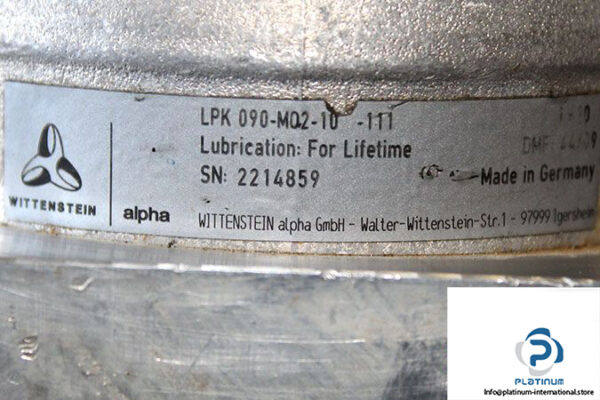 LPK 090-MO2-10 -111
Lubrication: For Lifetime
SN: 2214859
Made in Germany
WITTENSTEIN
alpha
WITTENSTEIN alpha GmbH - Walter-Wittenstein-Str.1 - 97999 Igersheim
PLATINUM
Info@platinum-international.store